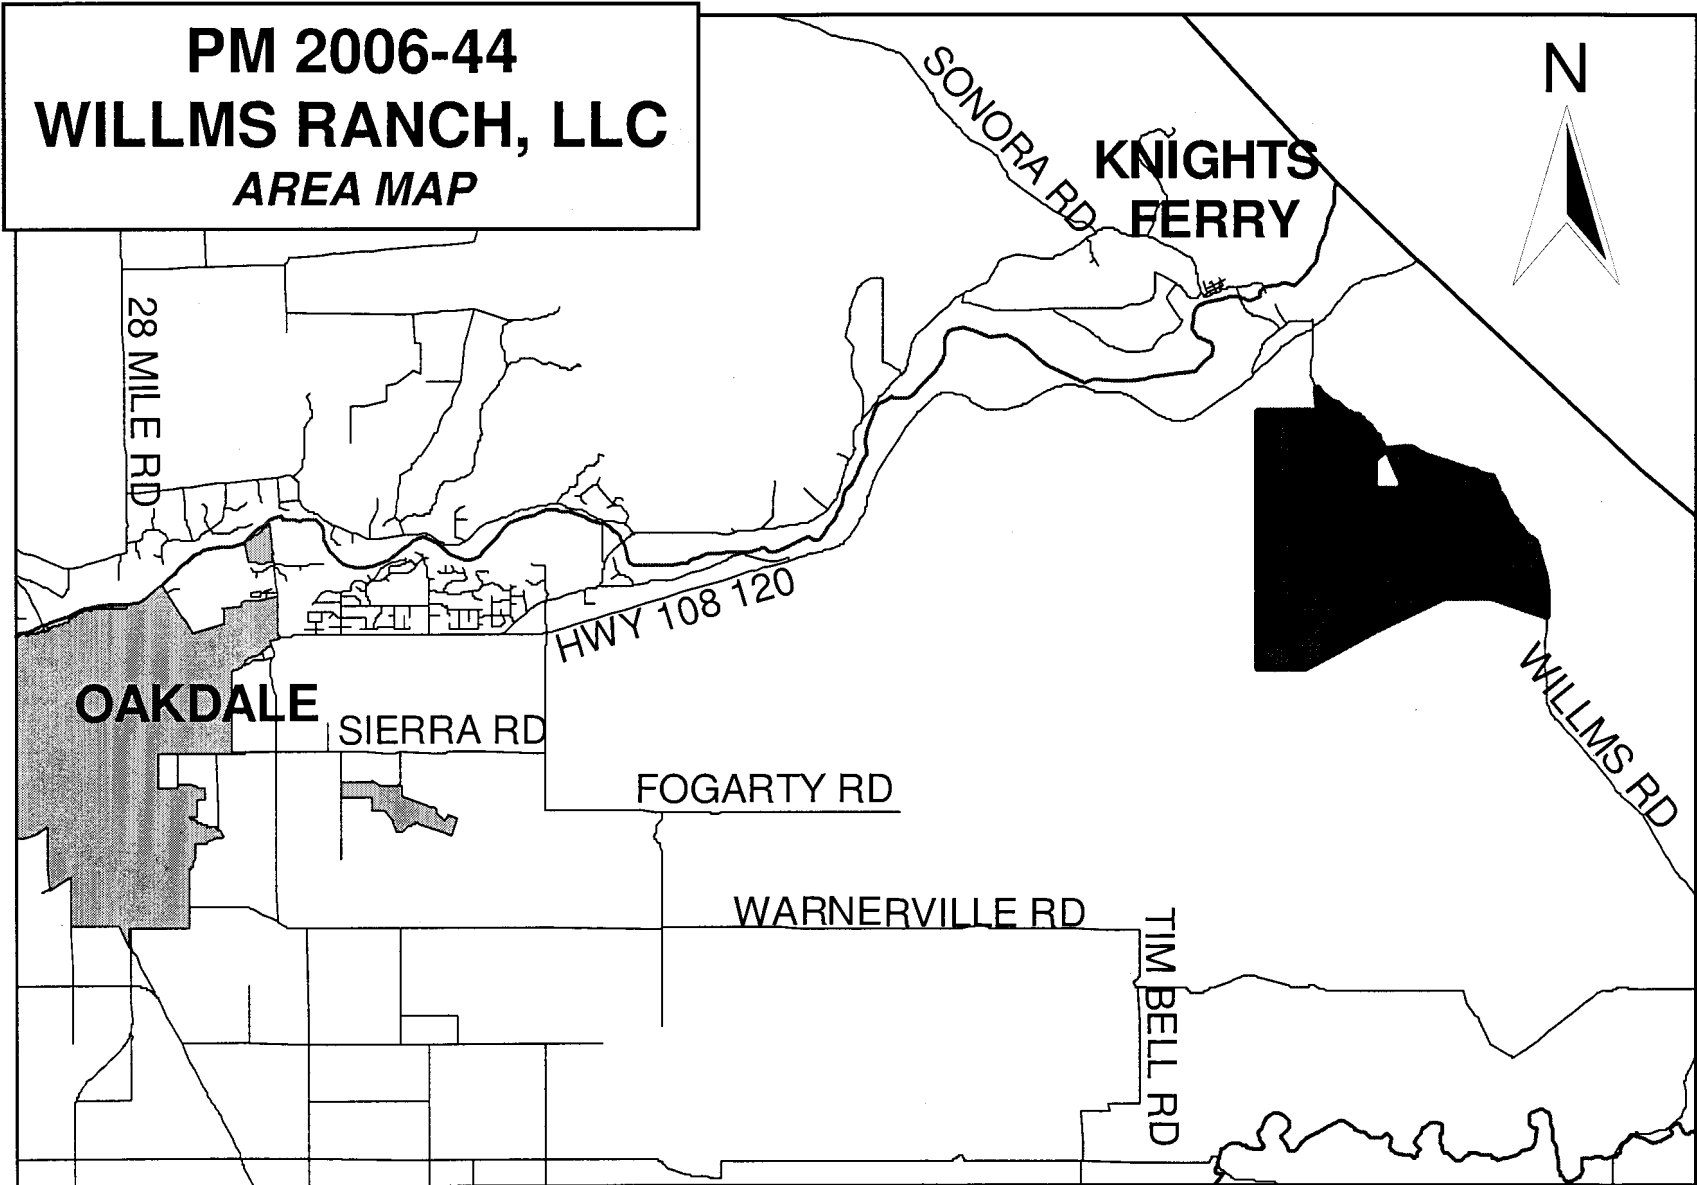 PM 2006-44
WILLMS RANCH, LLC
AREA MAP
N
SONORA RD
KNIGHTS
FERRY
28 MILE RD
HWY 108 120
OAKDALE
SIERRA RD
FOGARTY RD
WILLMS RD
WARNERVILLE RD
TIM BELL RD